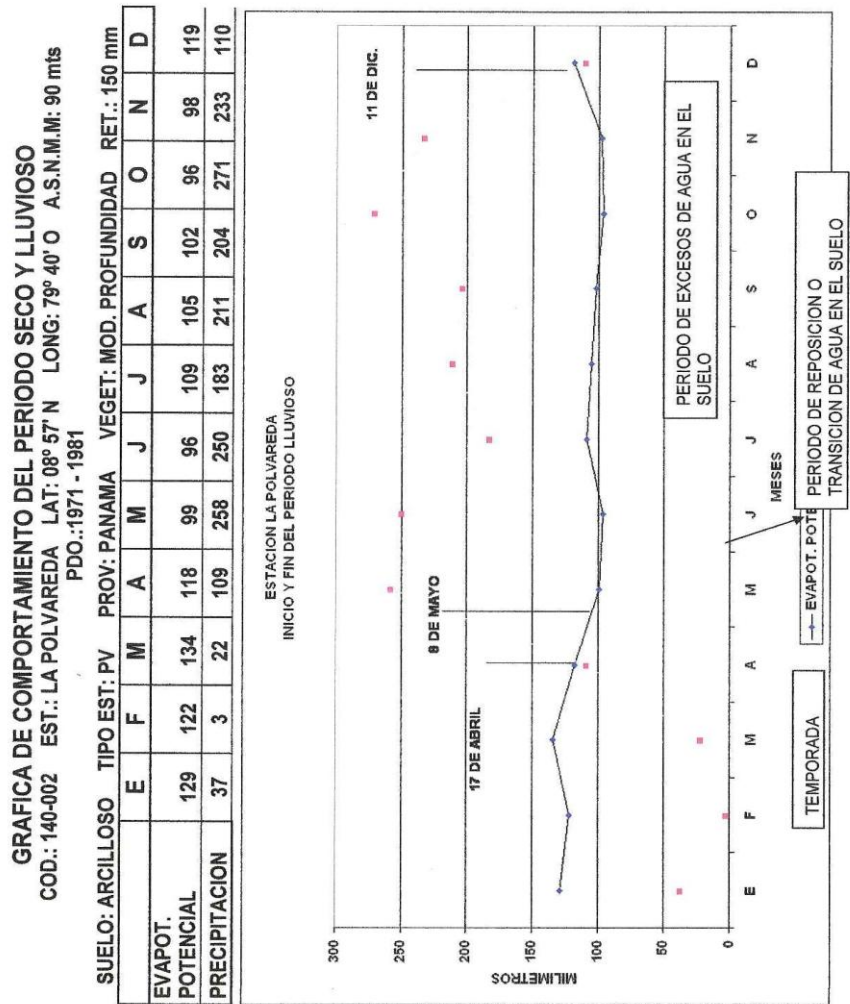 GRAFICA DE COMPORTAMIENTO DEL PERIODO SECO Y LLUVIOSO
COD.: 140-002 EST.: LA POLVAREDA LAT: 08º 57' N LONG: 79º 40' O A.S.N.M.M: 90 mts
PDO.:1971 - 1981
SUELO: ARCILLOSO TIPO EST: PV PROV: PANAMA VEGET: MOD. PROFUNDIDAD RET.: 150 mm
E F M A M J J A S O N D
EVAPOT. POTENCIAL 129 122 134 118 99 96 109 105 102 96 98 119
PRECIPITACION 37 3 22 109 258 250 183 211 204 271 233 110
ESTACION LA POLVAREDA
INICIO Y FIN DEL PERIODO LLUVIOSO
MILIMETROS
300
250
200
150
100
50
0
17 DE ABRIL
8 DE MAYO
11 DE DIC.
PERIODO DE EXCESOS DE AGUA EN EL
SUELO
E F M A M J J A S O N D
MESES
TEMPORADA
EVAPOT. POTE
PERIODO DE REPOSICION O
TRANSICION DE AGUA EN EL SUELO